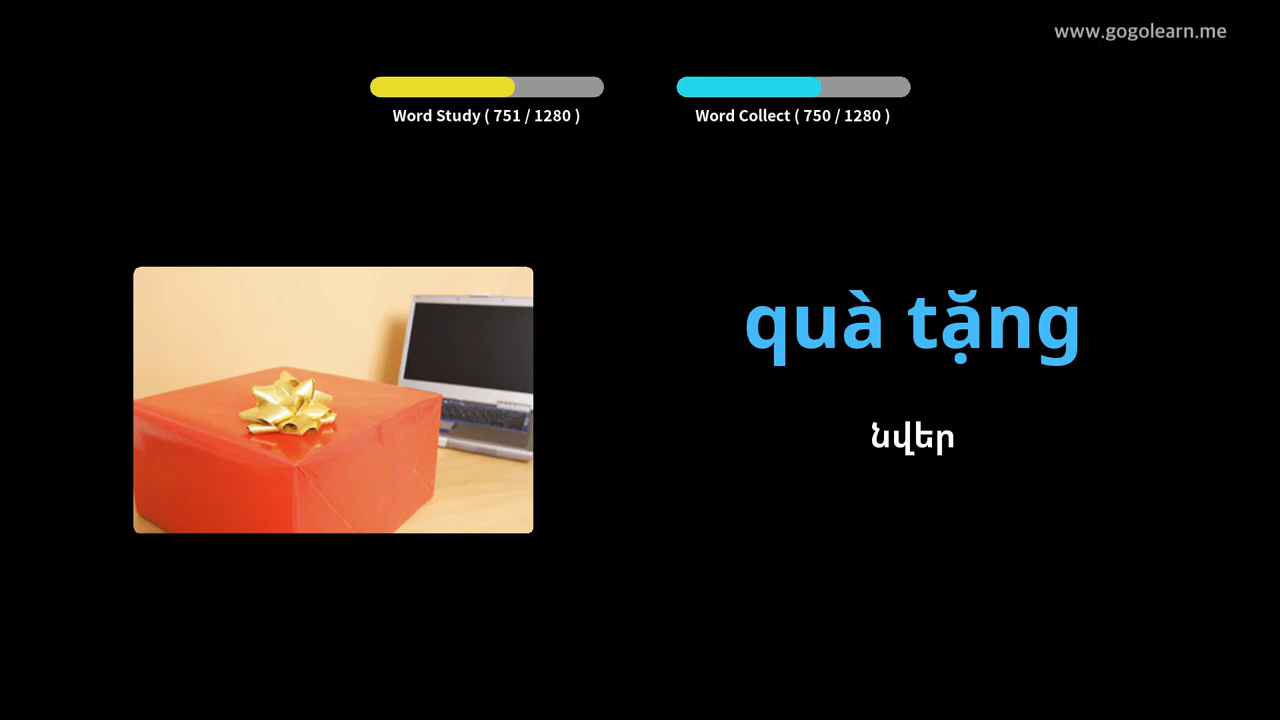 www.gogolearn.me
Word Study ( 751 / 1280 )
Word Collect ( 750 / 1280 )
quà tặng
նվեր